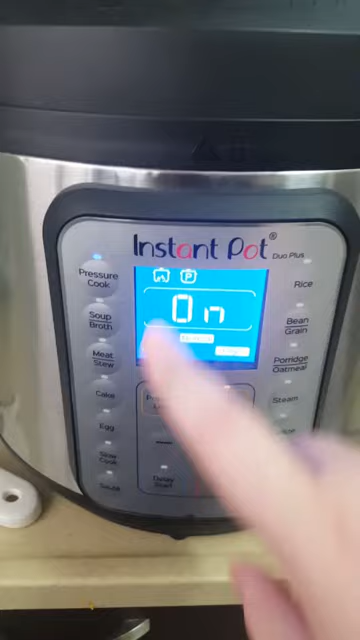 Instant Pot®
Duo Plus
Pressure
Cook
Soup
Broth
Meat
Stew
Cake
Egg
Slow
Cook
Saute
P
On
Delay
Start
Rice
Bean
Grain
Porridge
Oatmeal
Steam